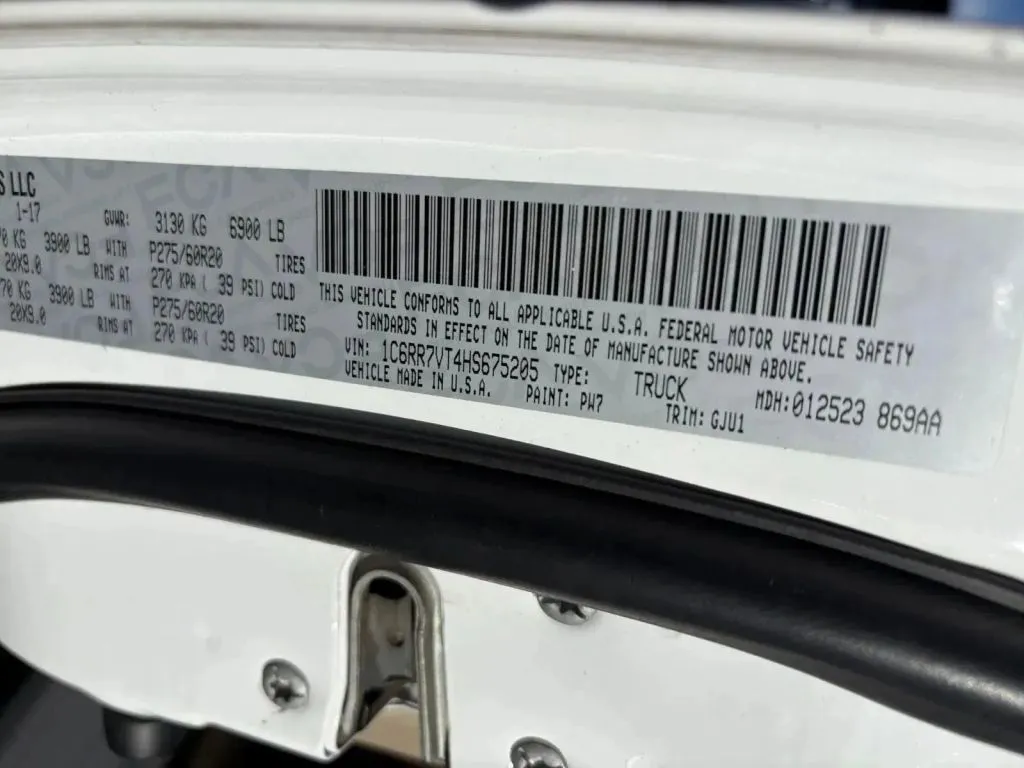 S LLC
1-17 GVWR: 3130 KG 6900 LB
0 KG 3900 LB WITH P275/60R20 TIRES
20X9.0 RIMS AT 270 KPA ( 39 PSI) COLD
70 KG 3900 LB WITH P275/60R20 TIRES
20X9.0 RIMS AT 270 KPA ( 39 PSI) COLD
THIS VEHICLE CONFORMS TO ALL APPLICABLE U.S.A. FEDERAL MOTOR VEHICLE SAFETY
STANDARDS IN EFFECT ON THE DATE OF MANUFACTURE SHOWN ABOVE.
VIN: 1C6RR7VT4HS675205 TYPE: TRUCK MDH:012523 869AA
VEHICLE MADE IN U.S.A. PAINT: PW7 TRIM: GJU1